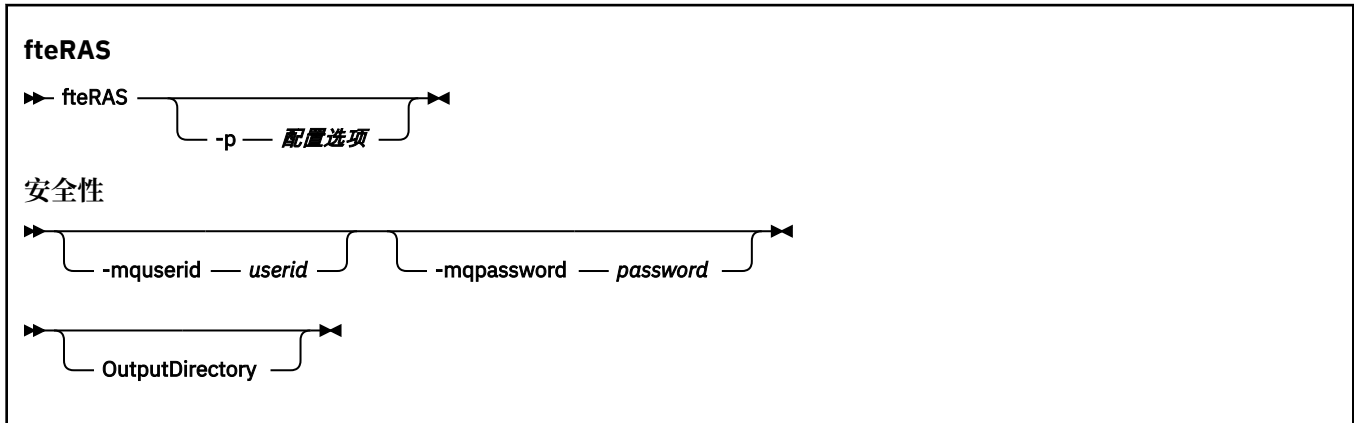 fteRAS
fteRAS
-p 配置选项
安全性
-mquserid userid -mqpassword password
OutputDirectory